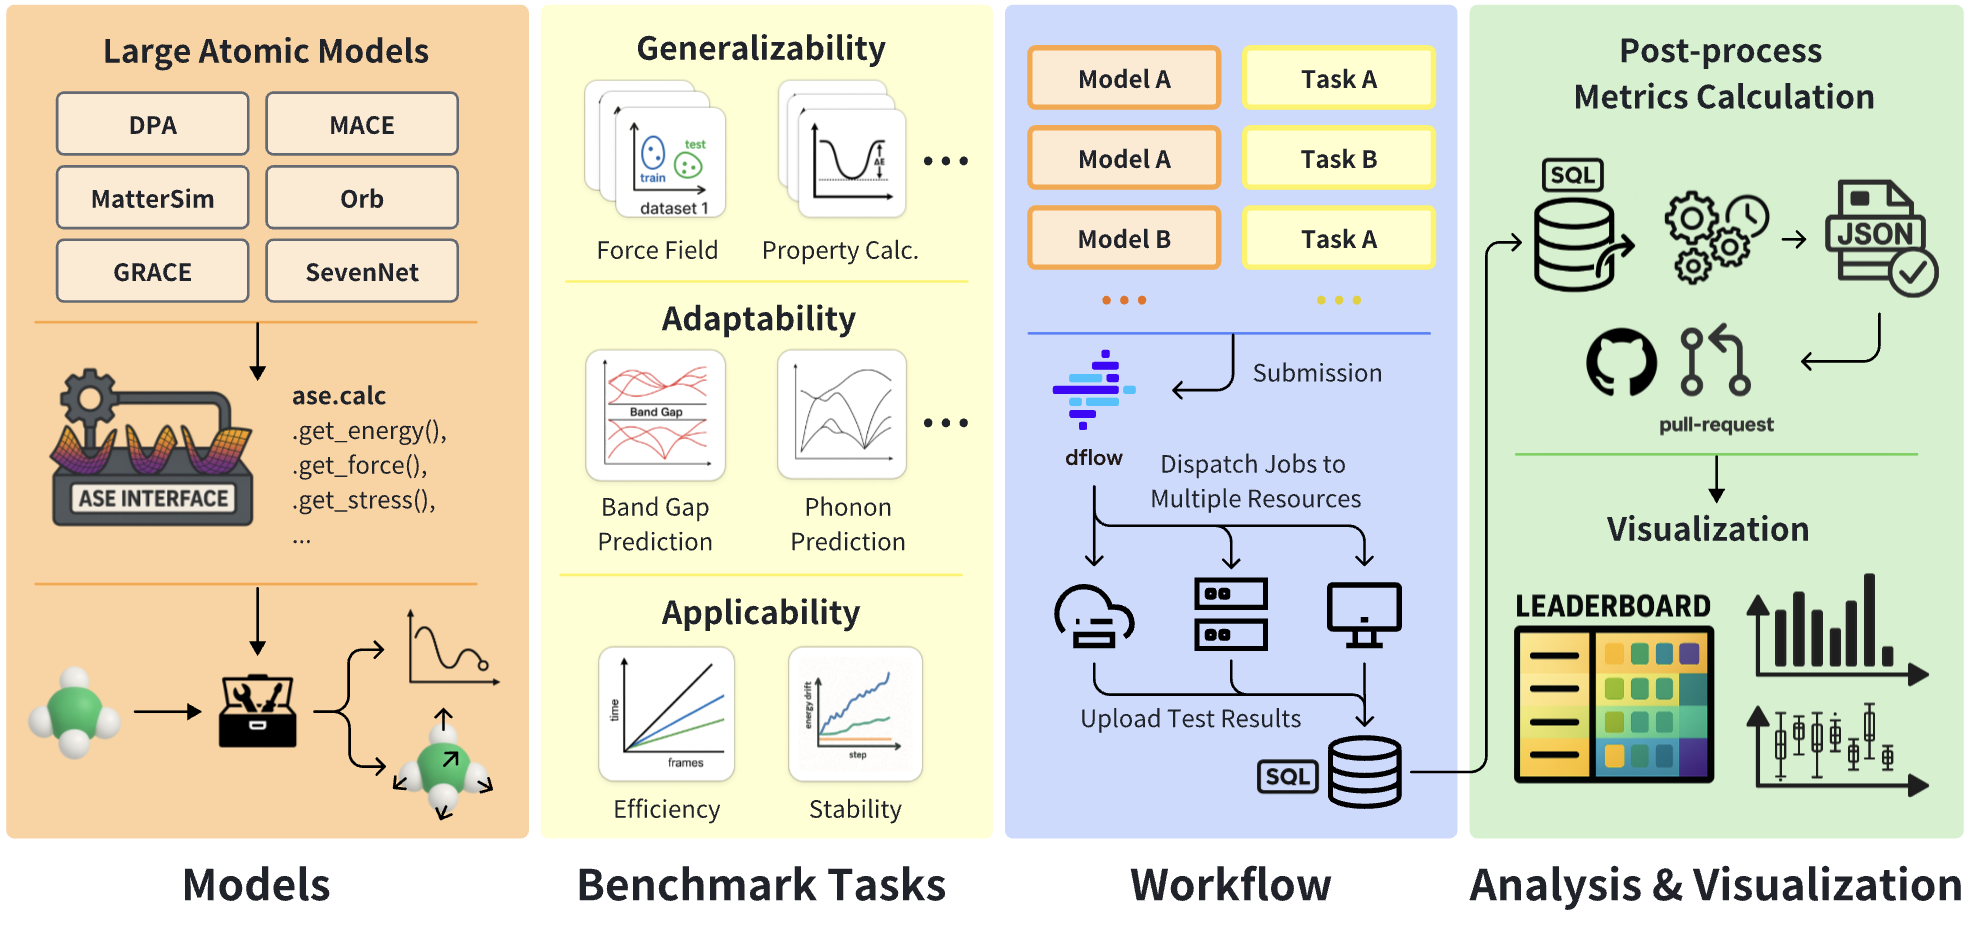 Large Atomic Models
DPA
MACE
MatterSim
Orb
GRACE
SevenNet
ASE INTERFACE
ase.calc
.get_energy(),
.get_force(),
.get_stress(),
...
Models
Generalizability
train
test
dataset 1
Force Field
ΔE
Property Calc.
Adaptability
Band Gap
Band Gap
Prediction
Phonon
Prediction
Applicability
time
frames
Efficiency
energy drift
step
Stability
Benchmark Tasks
Model A
Task A
Model A
Task B
Model B
Task A
Submission
dflow
Dispatch Jobs to
Multiple Resources
Upload Test Results
SQL
Workflow
Post-process
Metrics Calculation
SQL
JSON
pull-request
Visualization
LEADERBOARD
Analysis & Visualization